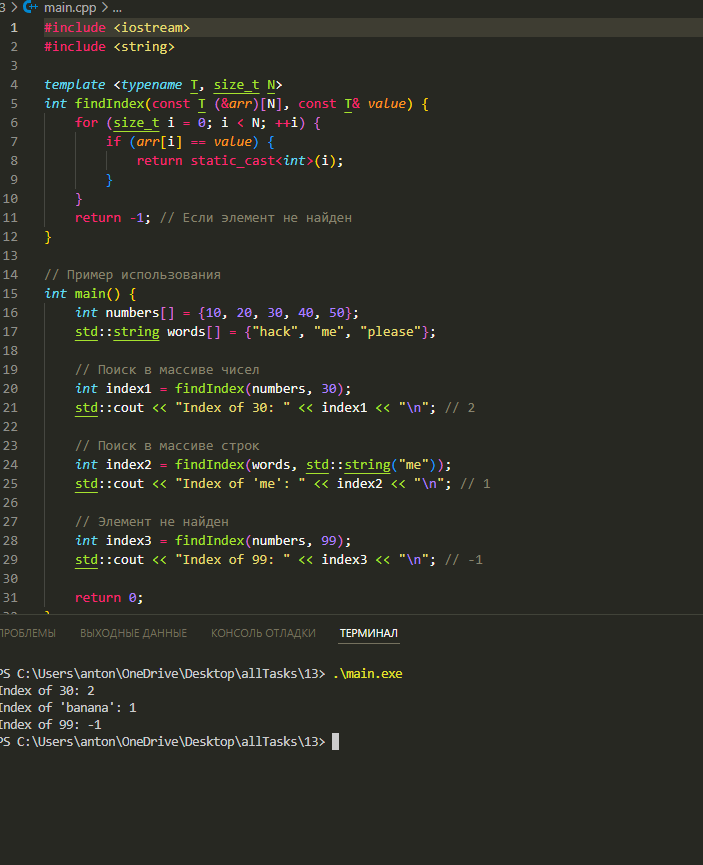 3 > main.cpp > ...
1 #include <iostream>
2 #include <string>
3
4 template <typename T, size_t N>
5 int findIndex(const T (&arr)[N], const T& value) {
6     for (size_t i = 0; i < N; ++i) {
7         if (arr[i] == value) {
8             return static_cast<int>(i);
9         }
10     }
11     return -1; // Если элемент не найден
12 }
13
14 // Пример использования
15 int main() {
16     int numbers[] = {10, 20, 30, 40, 50};
17     std::string words[] = {"hack", "me", "please"};
18
19     // Поиск в массиве чисел
20     int index1 = findIndex(numbers, 30);
21     std::cout << "Index of 30: " << index1 << "\n"; // 2
22
23     // Поиск в массиве строк
24     int index2 = findIndex(words, std::string("me"));
25     std::cout << "Index of 'me': " << index2 << "\n"; // 1
26
27     // Элемент не найден
28     int index3 = findIndex(numbers, 99);
29     std::cout << "Index of 99: " << index3 << "\n"; // -1
30
31     return 0;
ПРОБЛЕМЫ ВЫХОДНЫЕ ДАННЫЕ КОНСОЛЬ ОТЛАДКИ ТЕРМИНАЛ
PS C:\Users\anton\OneDrive\Desktop\allTasks\13> .\main.exe
Index of 30: 2
Index of 'banana': 1
Index of 99: -1
PS C:\Users\anton\OneDrive\Desktop\allTasks\13>